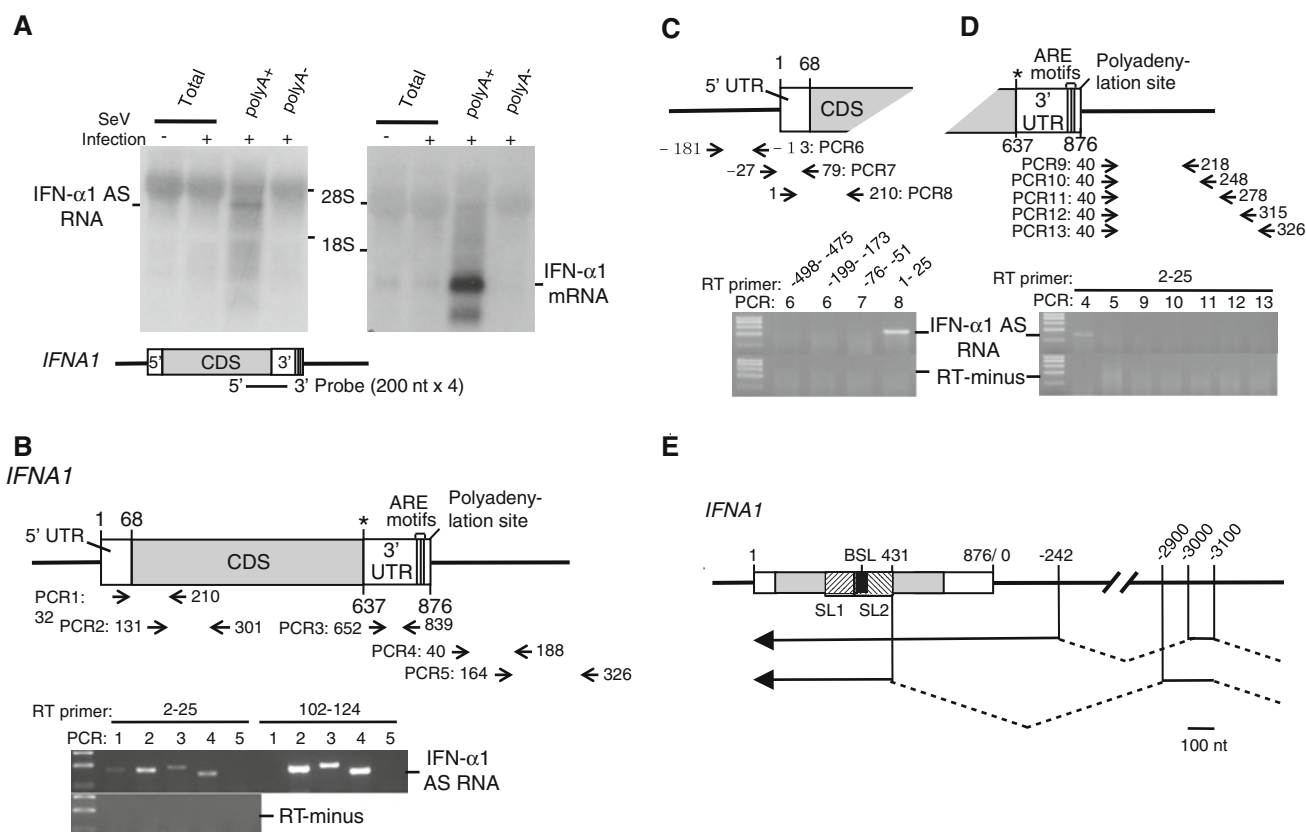 A
Total
polyA+
polyA-
Total
polyA+
polyA-
SeV
Infection
- + + +
- + + +
IFN-α1 AS
RNA
28S
18S
IFN-α1
mRNA
IFNA1
5' CDS 3'
5' 3' Probe (200 nt x 4)
B
IFNA1
1 68
5' UTR
CDS
*
ARE
motifs
Polyadeny-
lation site
3'
UTR
637 876
PCR1:
32
210
PCR2: 131 301
PCR3: 652 839
PCR4: 40 188
PCR5: 164 326
RT primer: 2-25 102-124
PCR: 1 2 3 4 5 1 2 3 4 5
IFN-α1
AS RNA
RT-minus
C
1 68
5' UTR
CDS
- 181 - 1 3: PCR6
-27 79: PCR7
1 210: PCR8
RT primer:
-498- -475
-199- -173
-76- -51
1- 25
PCR: 6 6 7 8
IFN-α1 AS
RNA
RT-minus
D
*
ARE
motifs
Polyadeny-
lation site
3'
UTR
637 876
PCR9: 40 218
PCR10: 40 248
PCR11: 40 278
PCR12: 40 315
PCR13: 40 326
RT primer: 2-25
PCR: 4 5 9 10 11 12 13
E
IFNA1
1 BSL 431 876/ 0 -242
-2900
-3000
-3100
SL1 SL2
100 nt